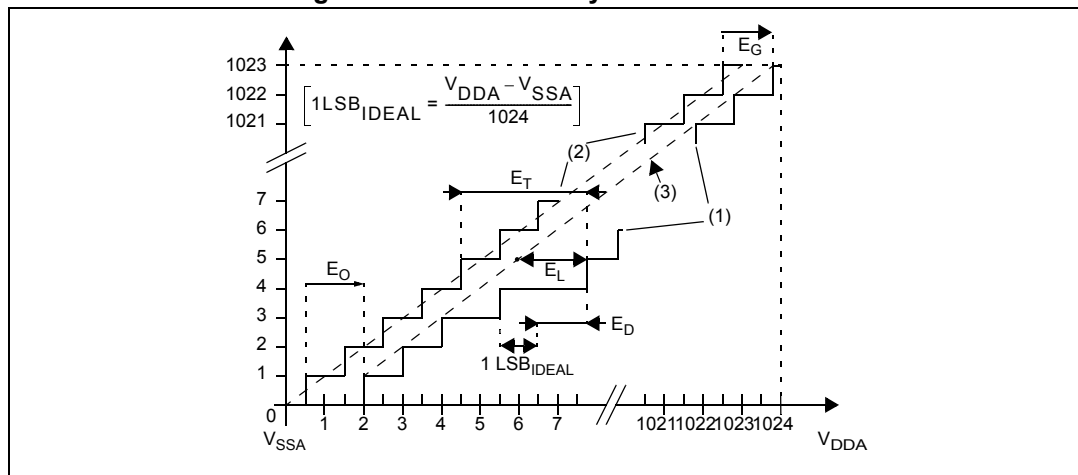 E_G
1023
1022
1021
[1LSB_IDEAL = V_DDA – V_SSA / 1024]
(2)
(3)
(1)
E_T
7
6
5
4
3
2
1
0
E_O
E_L
E_D
1 LSB_IDEAL
1 2 3 4 5 6 7 1021 1022 1023 1024
V_SSA
V_DDA